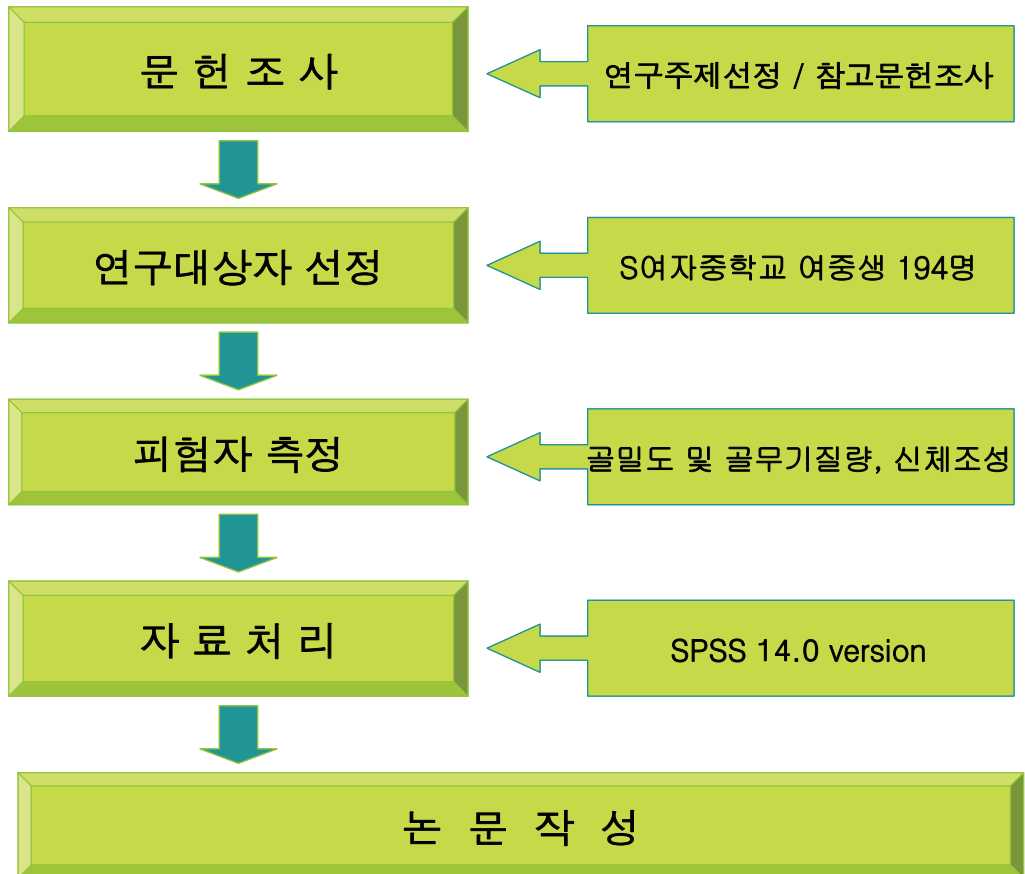 문 헌 조 사
연구주제선정 / 참고문헌조사
연구대상자 선정
S여자중학교 여중생 194명
피험자 측정
골밀도 및 골무기질량, 신체조성
자 료 처 리
SPSS 14.0 version
논 문 작 성